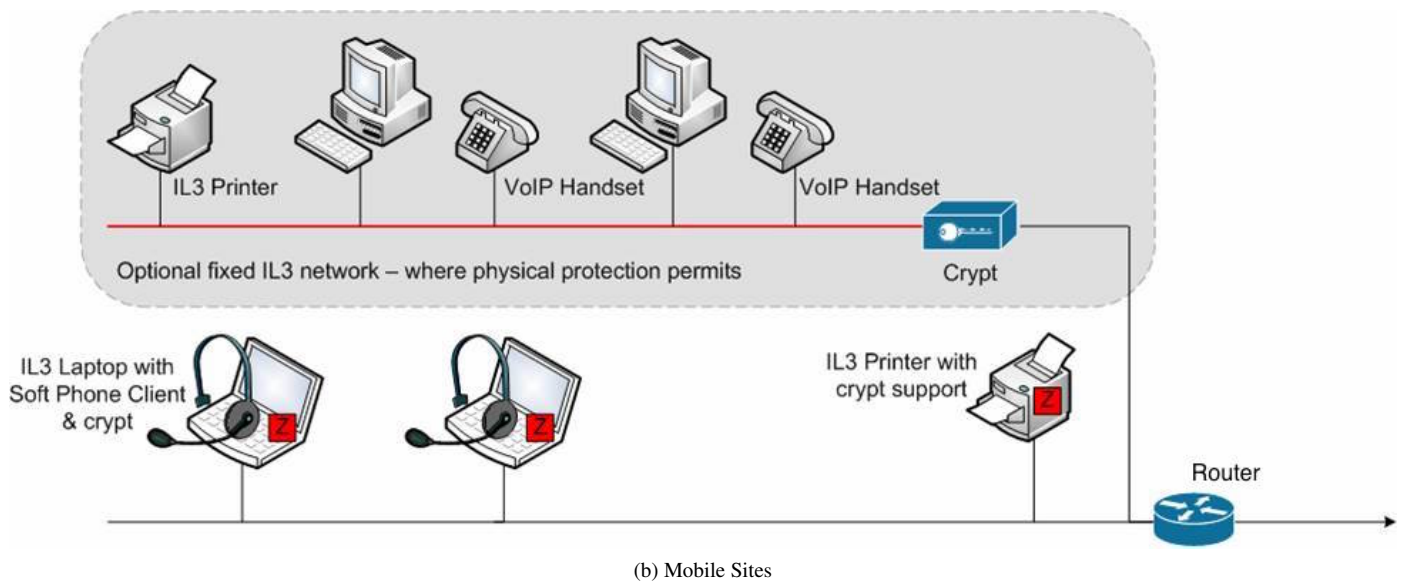 IL3 Printer
VoIP Handset
VoIP Handset
Optional fixed IL3 network – where physical protection permits
Crypt
IL3 Laptop with
Soft Phone Client
& crypt
Z
Z
IL3 Printer with
crypt support
Z
Router
(b) Mobile Sites